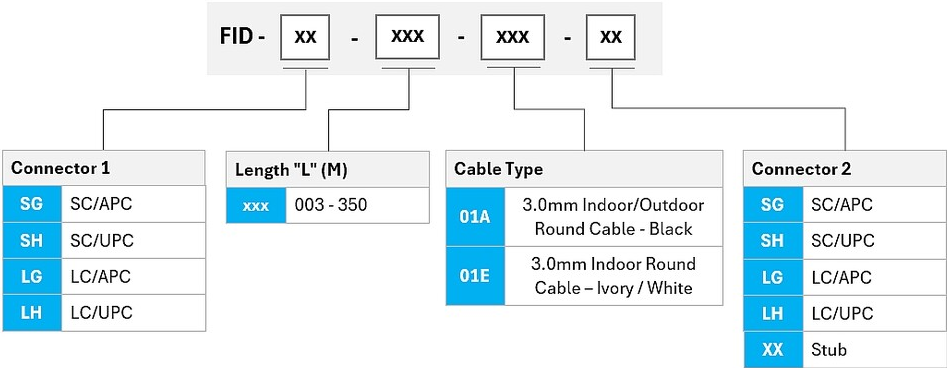 FID - xx - xxx - xxx - xx
Connector 1
SG SC/APC
SH SC/UPC
LG LC/APC
LH LC/UPC
Length "L" (M)
xxx 003 - 350
Cable Type
01A 3.0mm Indoor/Outdoor
Round Cable - Black
01E 3.0mm Indoor Round
Cable – Ivory / White
Connector 2
SG SC/APC
SH SC/UPC
LG LC/APC
LH LC/UPC
XX Stub